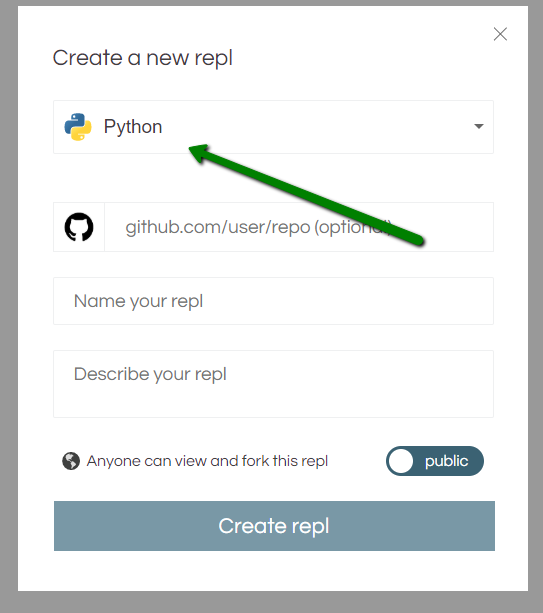 Create a new repl
Python
github.com/user/repo (optional)
Name your repl
Describe your repl
Anyone can view and fork this repl
public
Create repl